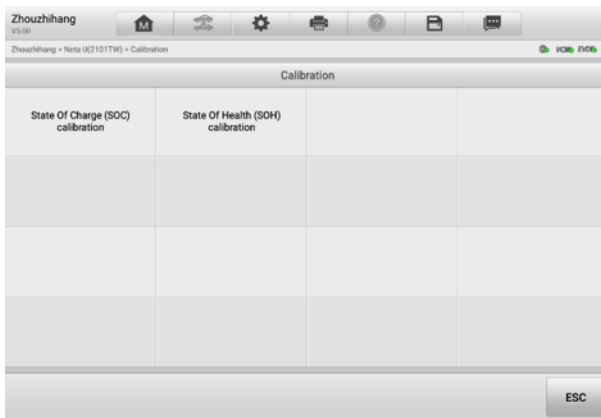 Zhouzhihang
V5.00
M
Zhouzhihang > Neta U(2101TW) > Calibration
VCMI EVDB
Calibration
State Of Charge (SOC)
calibration
State Of Health (SOH)
calibration
ESC